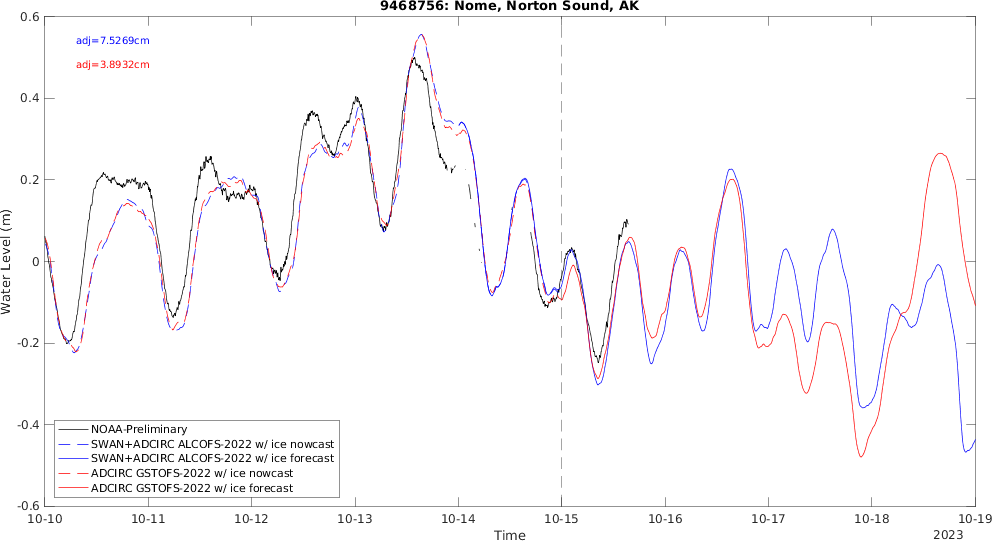 9468756: Nome, Norton Sound, AK
adj=7.5269cm
adj=3.8932cm
0.6
0.4
0.2
0
-0.2
-0.4
-0.6
Water Level (m)
NOAA-Preliminary
SWAN+ADCIRC ALCOFS-2022 w/ ice nowcast
SWAN+ADCIRC ALCOFS-2022 w/ ice forecast
ADCIRC GSTOFS-2022 w/ ice nowcast
ADCIRC GSTOFS-2022 w/ ice forecast
10-10 10-11 10-12 10-13 10-14 10-15 10-16 10-17 10-18 10-19
Time
2023